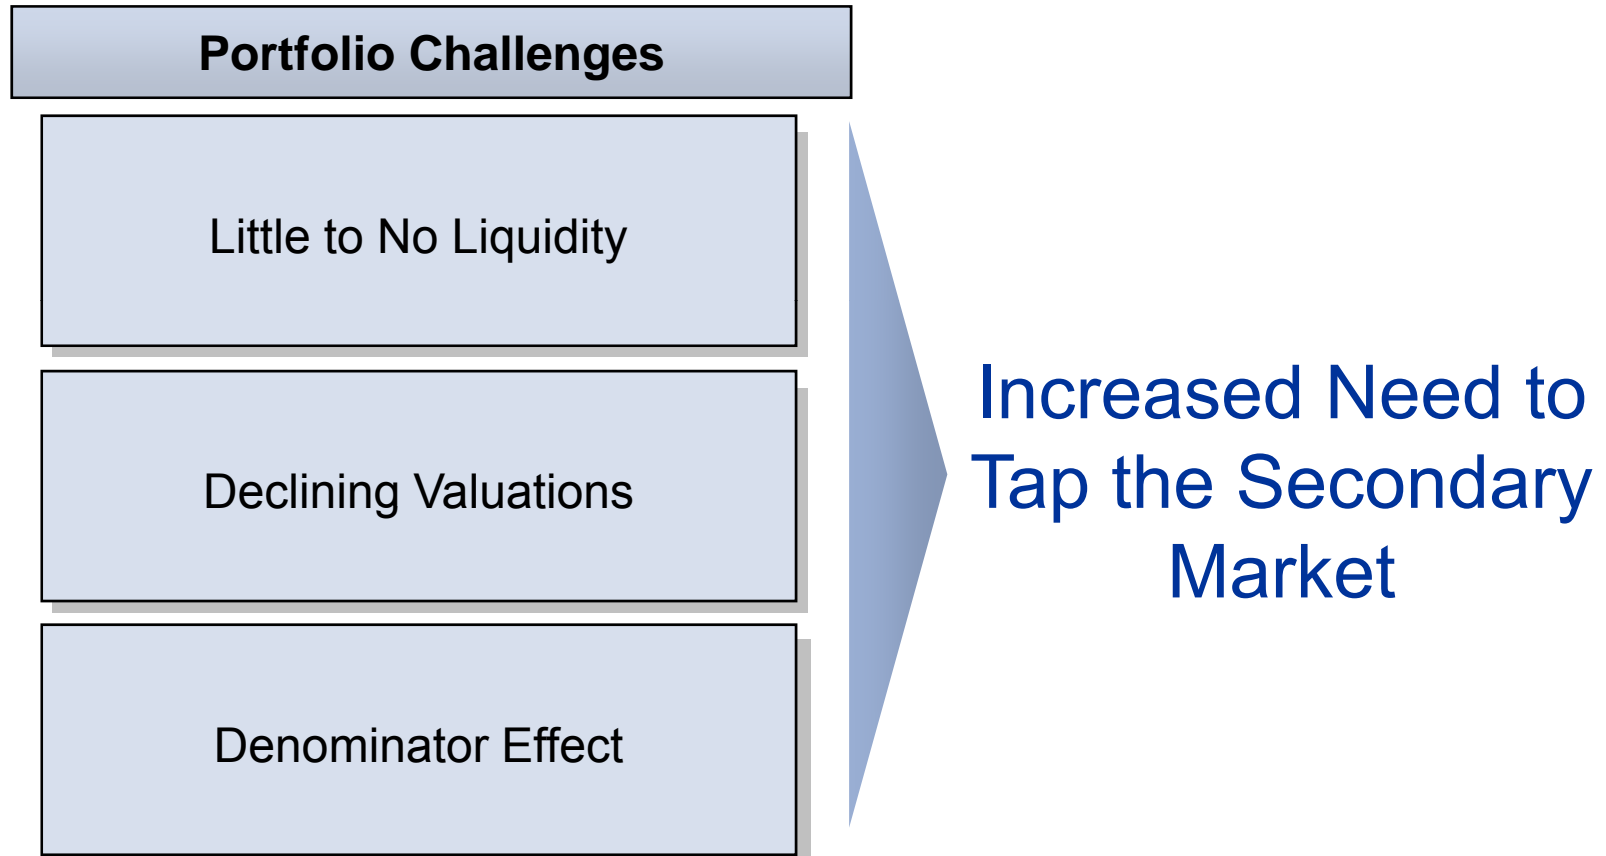 Portfolio Challenges
Little to No Liquidity
Declining Valuations
Denominator Effect
Increased Need to
Tap the Secondary
Market